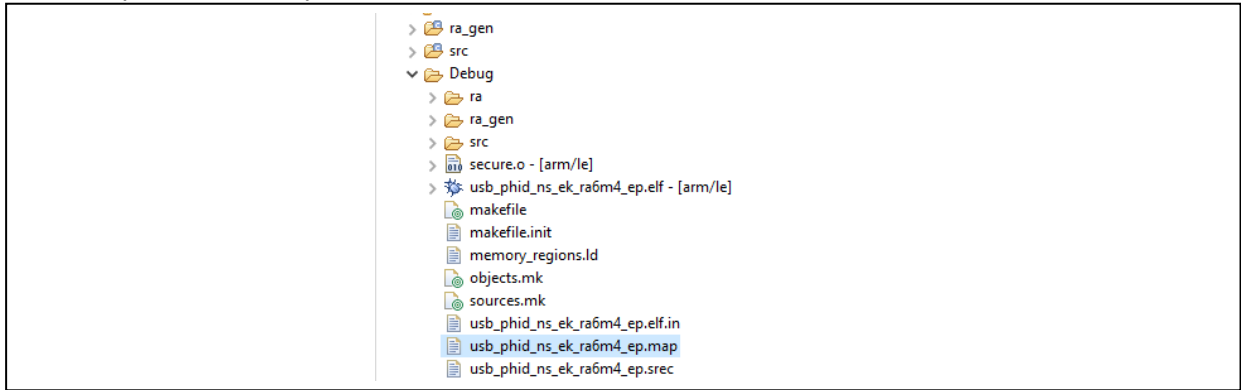 ra_gen
src
Debug
ra
ra_gen
src
secure.o - [arm/le]
usb_phid_ns_ek_ra6m4_ep.elf - [arm/le]
makefile
makefile.init
memory_regions.ld
objects.mk
sources.mk
usb_phid_ns_ek_ra6m4_ep.elf.in
usb_phid_ns_ek_ra6m4_ep.map
usb_phid_ns_ek_ra6m4_ep.srec